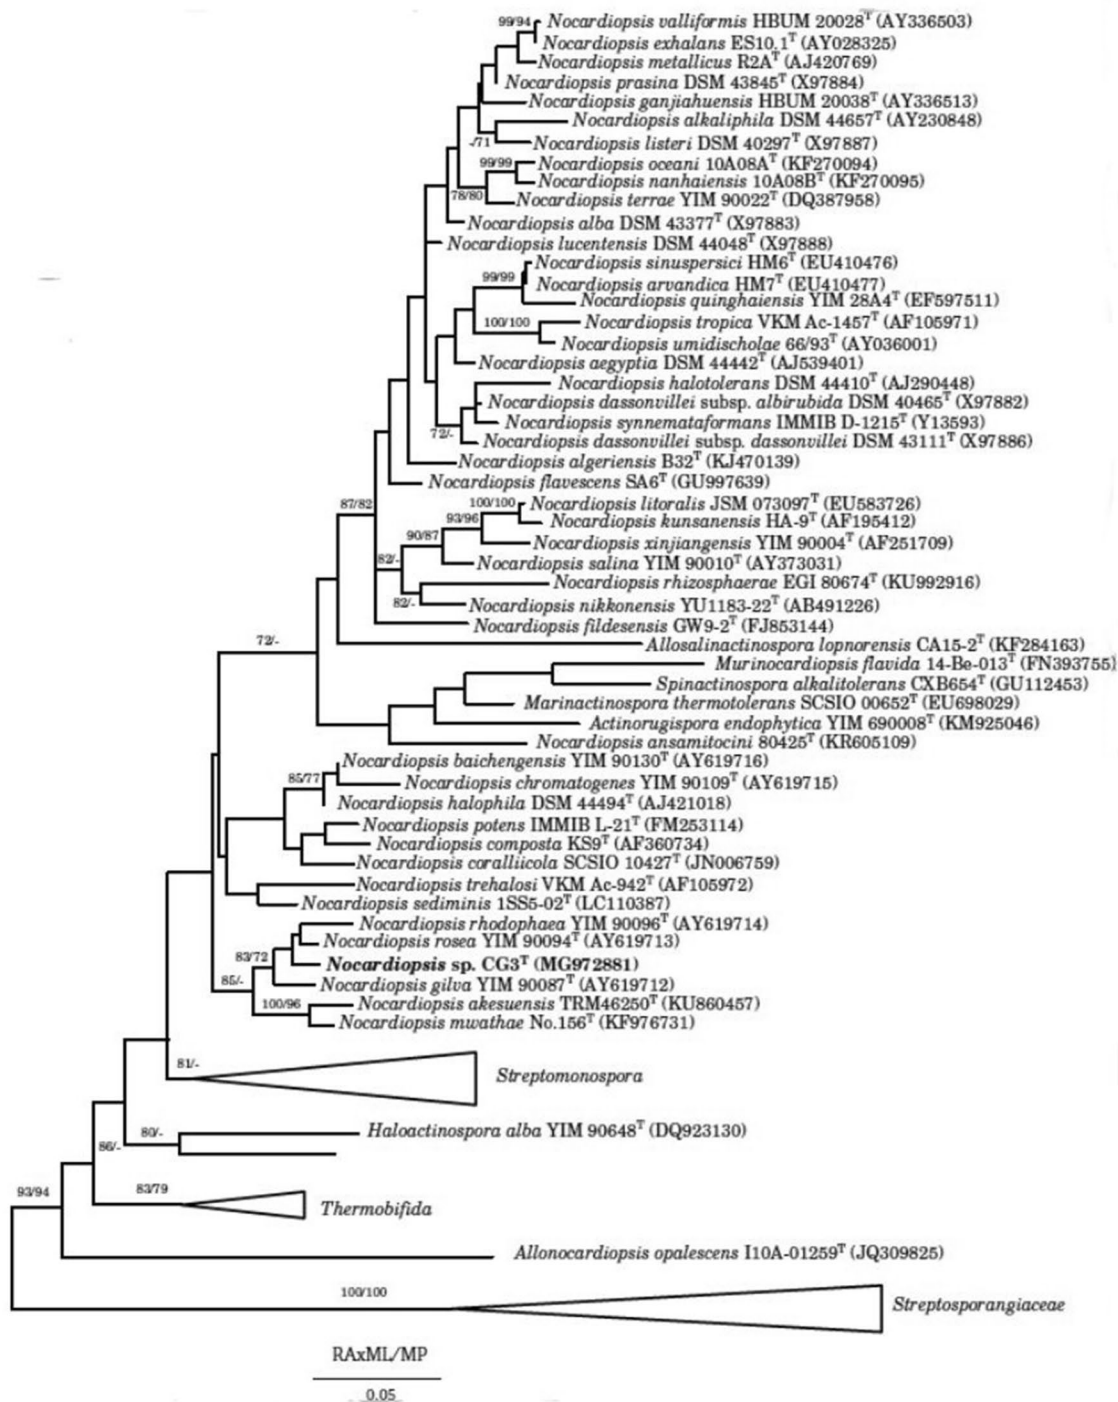 99/94
Nocardiopsis valliformis HBUM 20028ᵀ (AY336503)
Nocardiopsis exhalans ES10.1ᵀ (AY028325)
Nocardiopsis metallicus R2Aᵀ (AJ420769)
Nocardiopsis prasina DSM 43845ᵀ (X97884)
Nocardiopsis ganjiahuensis HBUM 20038ᵀ (AY336513)
Nocardiopsis alkaliphila DSM 44657ᵀ (AY230848)
-/71
Nocardiopsis listeri DSM 40297ᵀ (X97887)
99/99
Nocardiopsis oceani 10A08Aᵀ (KF270094)
Nocardiopsis nanhaiensis 10A08Bᵀ (KF270095)
78/80
Nocardiopsis terrae YIM 90022ᵀ (DQ387958)
Nocardiopsis alba DSM 43377ᵀ (X97883)
Nocardiopsis lucentensis DSM 44048ᵀ (X97888)
Nocardiopsis sinuspersici HM6ᵀ (EU410476)
99/99
Nocardiopsis arvandica HM7ᵀ (EU410477)
Nocardiopsis quinghaiensis YIM 28A4ᵀ (EF597511)
100/100
Nocardiopsis tropica VKM Ac-1457ᵀ (AF105971)
Nocardiopsis umidischolae 66/93ᵀ (AY036001)
Nocardiopsis aegyptia DSM 44442ᵀ (AJ539401)
Nocardiopsis halotolerans DSM 44410ᵀ (AJ290448)
Nocardiopsis dassonvillei subsp. albirubida DSM 40465ᵀ (X97882)
Nocardiopsis synnemataformans IMMIB D-1215ᵀ (Y13593)
72/-
Nocardiopsis dassonvillei subsp. dassonvillei DSM 43111ᵀ (X97886)
Nocardiopsis algeriensis B32ᵀ (KJ470139)
Nocardiopsis flavescens SA6ᵀ (GU997639)
87/82
100/100
Nocardiopsis litoralis JSM 073097ᵀ (EU583726)
93/96
Nocardiopsis kunsanensis HA-9ᵀ (AF195412)
90/87
Nocardiopsis xinjiangensis YIM 90004ᵀ (AF251709)
82/-
Nocardiopsis salina YIM 90010ᵀ (AY373031)
Nocardiopsis rhizosphaerae EGI 80674ᵀ (KU992916)
82/-
Nocardiopsis nikkonensis YU1183-22ᵀ (AB491226)
Nocardiopsis fildesensis GW9-2ᵀ (FJ853144)
72/-
Allosalinactinospora lopnorensis CA15-2ᵀ (KF284163)
Murinocardiopsis flavida 14-Be-013ᵀ (FN393755)
Spinactinospora alkalitolerans CXB654ᵀ (GU112453)
Marinactinospora thermotolerans SCSIO 00652ᵀ (EU698029)
Actinorugispora endophytica YIM 690008ᵀ (KM925046)
Nocardiopsis ansamitocini 80425ᵀ (KR605109)
Nocardiopsis baichengensis YIM 90130ᵀ (AY619716)
85/77
Nocardiopsis chromatogenes YIM 90109ᵀ (AY619715)
Nocardiopsis halophila DSM 44494ᵀ (AJ421018)
Nocardiopsis potens IMMIB L-21ᵀ (FM253114)
Nocardiopsis composta KS9ᵀ (AF360734)
Nocardiopsis coralliicola SCSIO 10427ᵀ (JN006759)
Nocardiopsis trehalosi VKM Ac-942ᵀ (AF105972)
Nocardiopsis sediminis 1SS5-02ᵀ (LC110387)
Nocardiopsis rhodophaea YIM 90096ᵀ (AY619714)
Nocardiopsis rosea YIM 90094ᵀ (AY619713)
83/72
Nocardiopsis sp. CG3ᵀ (MG972881)
85/-
Nocardiopsis gilva YIM 90087ᵀ (AY619712)
100/96
Nocardiopsis akesuensis TRM46250ᵀ (KU860457)
Nocardiopsis mwathae No.156ᵀ (KF976731)
81/-
Streptomonospora
80/-
Haloactinospora alba YIM 90648ᵀ (DQ923130)
86/-
83/79
93/94
Thermobifida
Allonocardiopsis opalescens I10A-01259ᵀ (JQ309825)
100/100
Streptosporangiaceae
RAxML/MP
0.05